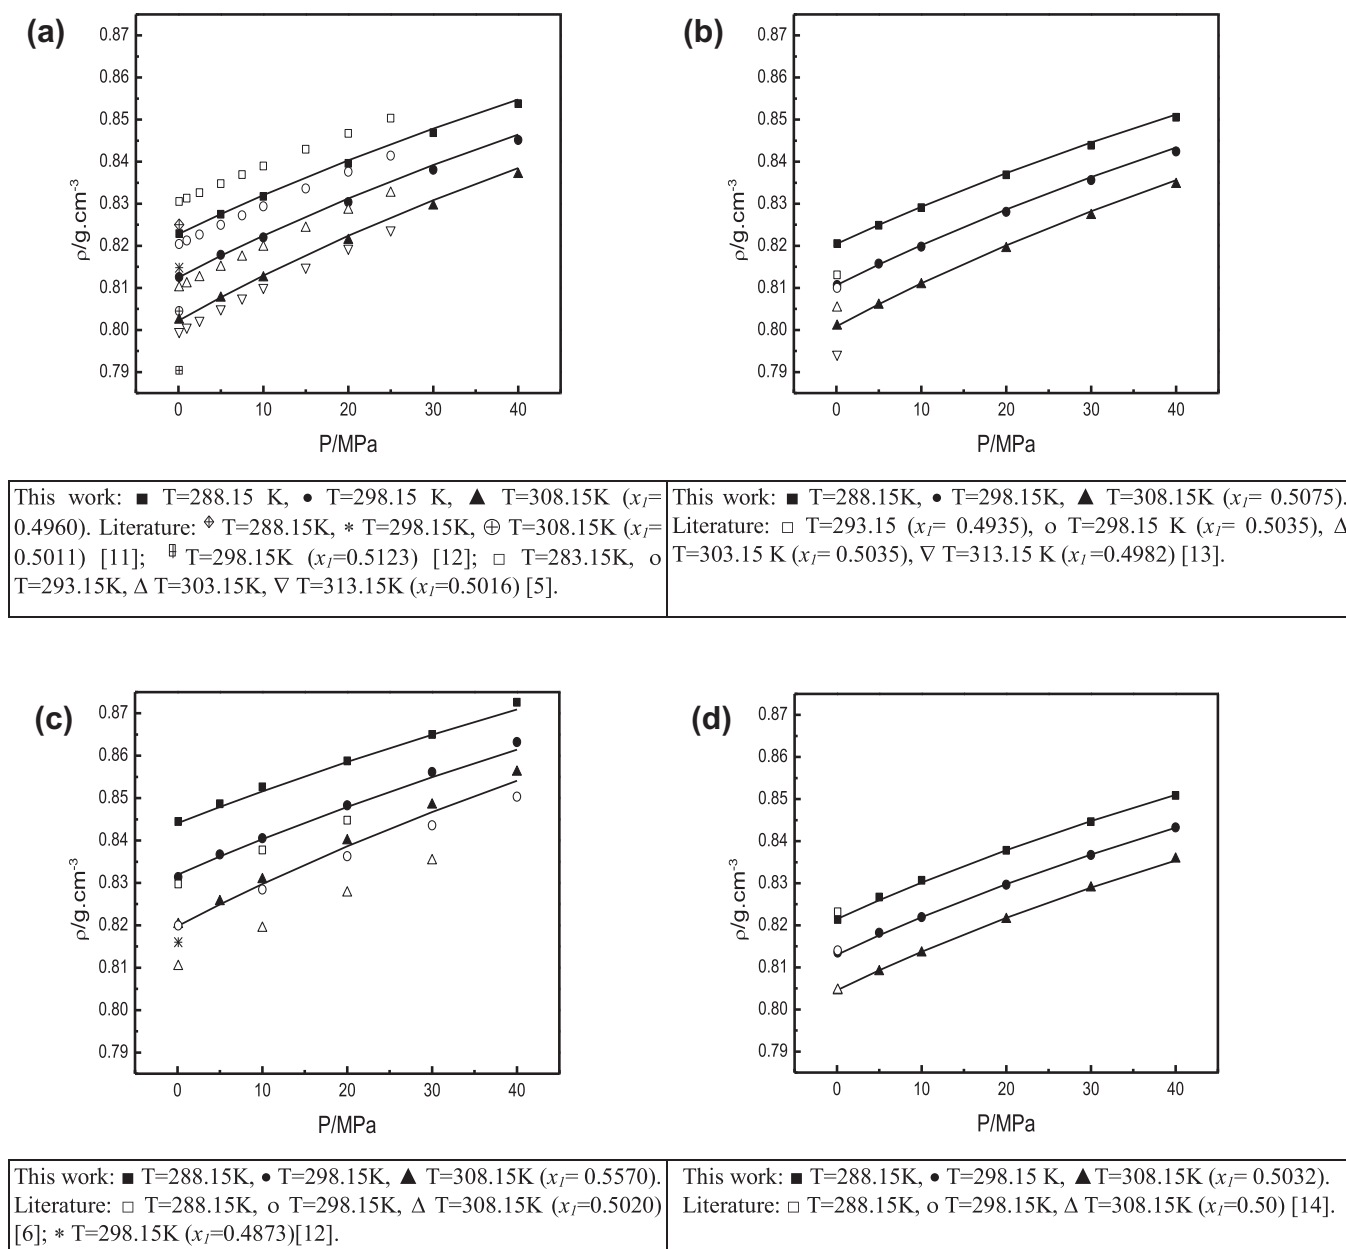 (a)
0.87
0.86
0.85
0.84
0.83
0.82
0.81
0.80
0.79
ρ/g.cm-3
0 10 20 30 40
P/MPa
(b)
0.87
0.86
0.85
0.84
0.83
0.82
0.81
0.80
0.79
ρ/g.cm-3
0 10 20 30 40
P/MPa
This work: ■ T=288.15 K, ● T=298.15 K, ▲ T=308.15K (x1=
0.4960). Literature: ⌖ T=288.15K, * T=298.15K, ⊕ T=308.15K (x1=
0.5011) [11]; ⊞ T=298.15K (x1=0.5123) [12]; □ T=283.15K, o
T=293.15K, Δ T=303.15K, ∇ T=313.15K (x1=0.5016) [5].
This work: ■ T=288.15K, ● T=298.15K, ▲ T=308.15K (x1= 0.5075).
Literature: □ T=293.15 (x1= 0.4935), o T=298.15 K (x1= 0.5035), Δ
T=303.15 K (x1= 0.5035), ∇ T=313.15 K (x1=0.4982) [13].
(c)
0.87
0.86
0.85
0.84
0.83
0.82
0.81
0.80
0.79
ρ/g.cm-3
0 10 20 30 40
P/MPa
(d)
0.87
0.86
0.85
0.84
0.83
0.82
0.81
0.80
0.79
ρ/g.cm-3
0 10 20 30 40
P/MPa
This work: ■ T=288.15K, ● T=298.15K, ▲ T=308.15K (x1= 0.5570).
Literature: □ T=288.15K, o T=298.15K, Δ T=308.15K (x1=0.5020)
[6]; * T=298.15K (x1=0.4873)[12].
This work: ■ T=288.15K, ● T=298.15 K, ▲T=308.15K (x1= 0.5032).
Literature: □ T=288.15K, o T=298.15K, Δ T=308.15K (x1=0.50) [14].